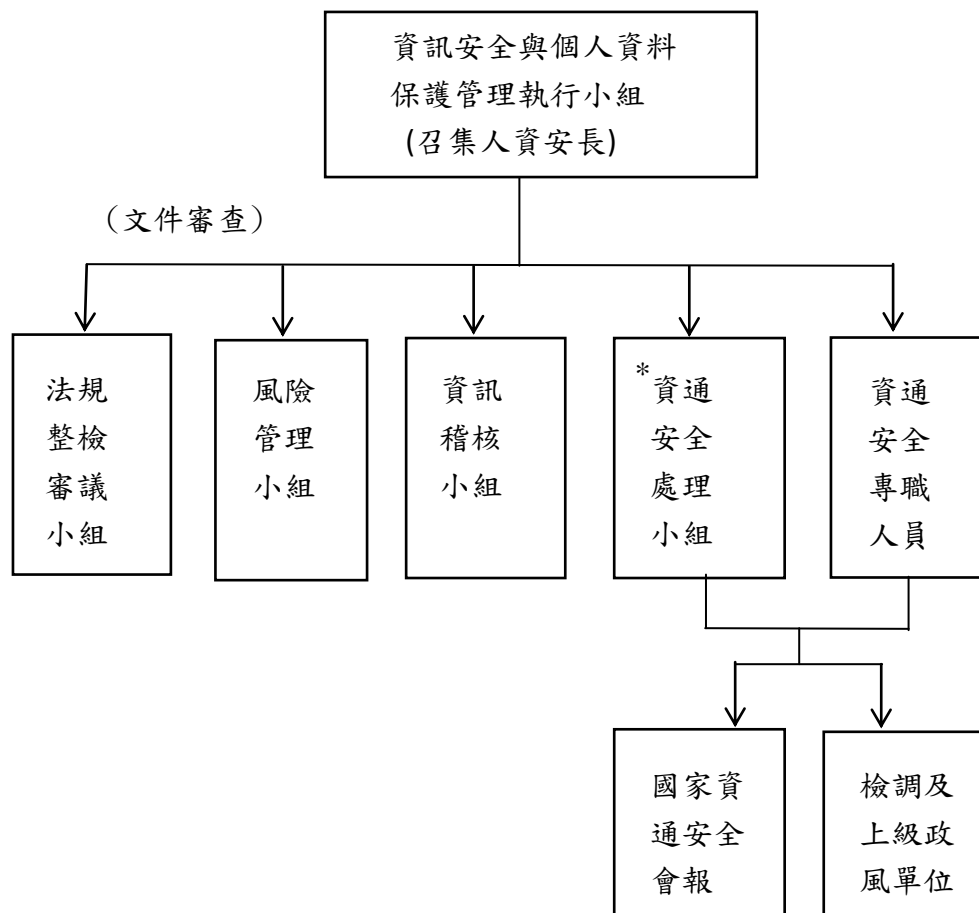 資訊安全與個人資料
保護管理執行小組
(召集人資安長)
（文件審查）
法規
整檢
審議
小組
風險
管理
小組
資訊
稽核
小組
*資通
安全
處理
小組
資通
安全
專職
人員
國家資
通安全
會報
檢調及
上級政
風單位